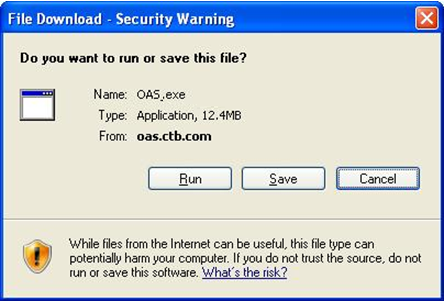 File Download - Security Warning
Do you want to run or save this file?
Name: OAS.exe
Type: Application, 12.4MB
From: oas.ctb.com
Run Save Cancel
While files from the Internet can be useful, this file type can
potentially harm your computer. If you do not trust the source, do not
run or save this software. What's the risk?